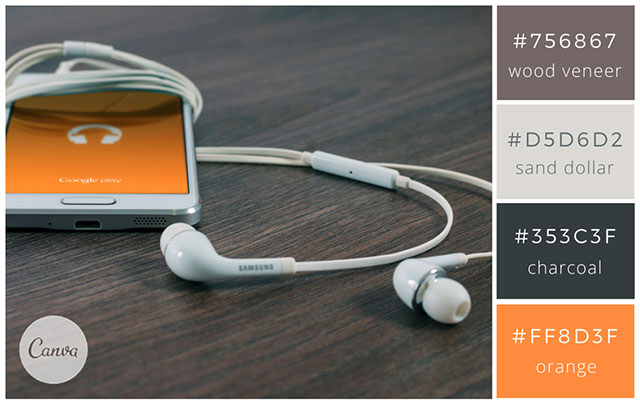 Google play
SAMSUNG
Canva
#756867
wood veneer
#D5D6D2
sand dollar
#353C3F
charcoal
#FF8D3F
orange